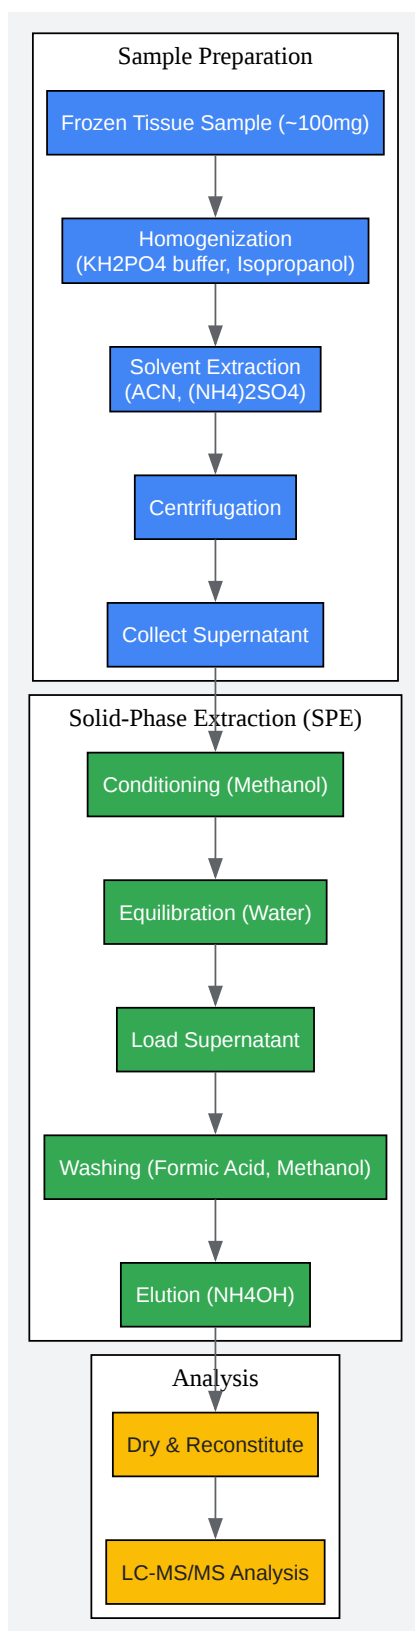 Sample Preparation
Frozen Tissue Sample (~100mg)
Homogenization
(KH2PO4 buffer, Isopropanol)
Solvent Extraction
(ACN, (NH4)2SO4)
Centrifugation
Collect Supernatant
Solid-Phase Extraction (SPE)
Conditioning (Methanol)
Equilibration (Water)
Load Supernatant
Washing (Formic Acid, Methanol)
Elution (NH4OH)
Analysis
Dry & Reconstitute
LC-MS/MS Analysis